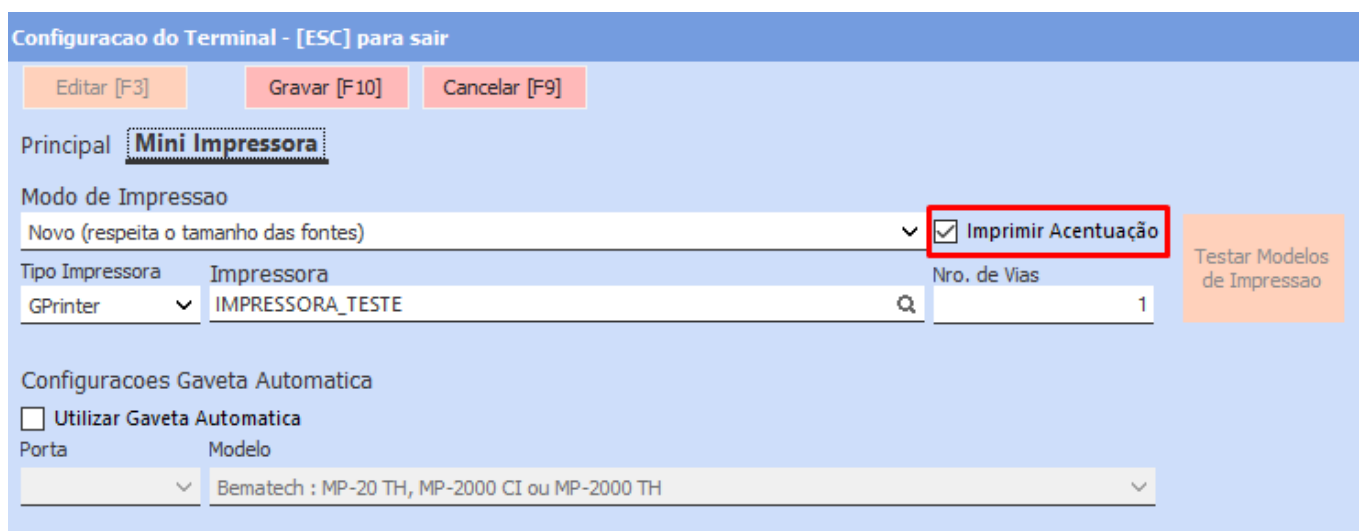 Configuracao do Terminal - [ESC] para sair
Editar [F3] Gravar [F10] Cancelar [F9]
Principal Mini Impressora
Modo de Impressao
Novo (respeita o tamanho das fontes) Imprimir Acentuação
Testar Modelos de Impressao
Tipo Impressora Impressora Nro. de Vias
GPrinter IMPRESSORA_TESTE 1
Configuracoes Gaveta Automatica
Utilizar Gaveta Automatica
Porta Modelo
Bematech : MP-20 TH, MP-2000 CI ou MP-2000 TH